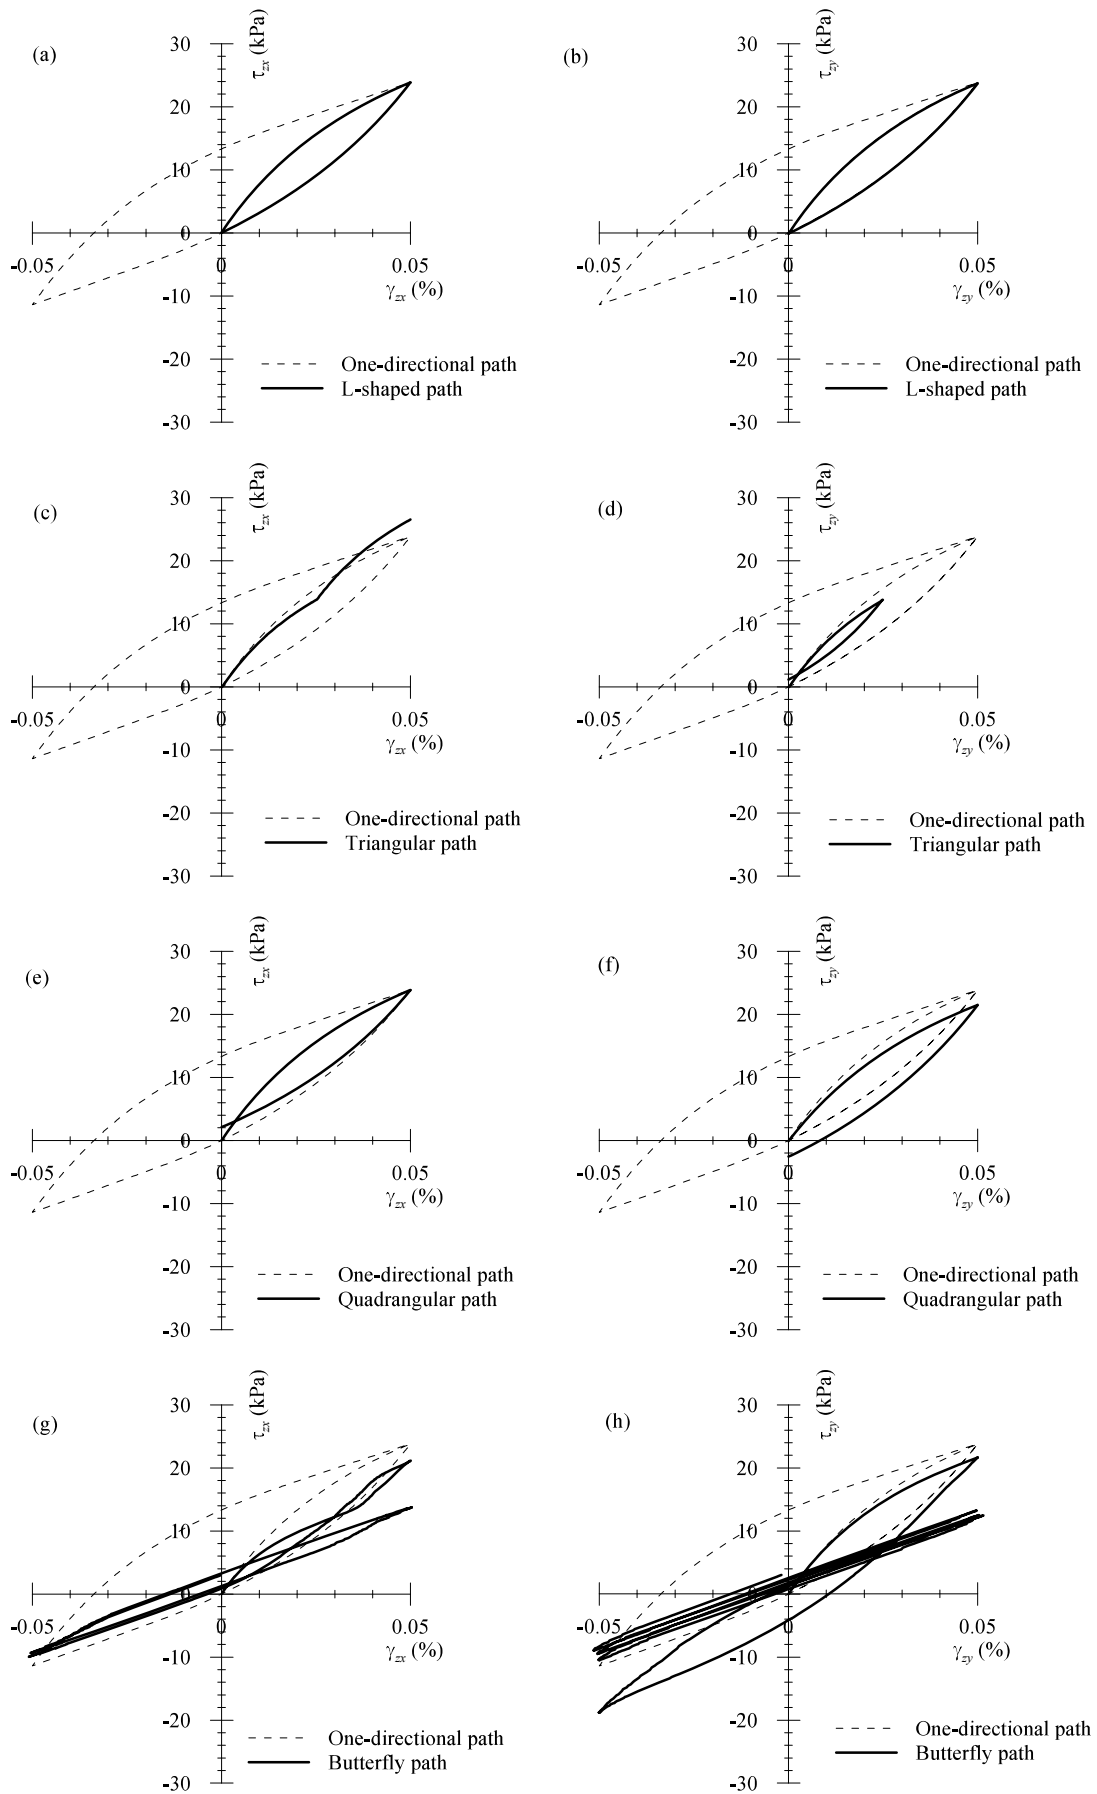 (a)
τzx (kPa)
30
20
10
0
-10
-20
-30
-0.05
0
0.05
γzx (%)
One-directional path
L-shaped path
(b)
τzy (kPa)
30
20
10
0
-10
-20
-30
-0.05
0
0.05
γzy (%)
One-directional path
L-shaped path
(c)
τzx (kPa)
30
20
10
0
-10
-20
-30
-0.05
0
0.05
γzx (%)
One-directional path
Triangular path
(d)
τzy (kPa)
30
20
10
0
-10
-20
-30
-0.05
0
0.05
γzy (%)
One-directional path
Triangular path
(e)
τzx (kPa)
30
20
10
0
-10
-20
-30
-0.05
0
0.05
γzx (%)
One-directional path
Quadrangular path
(f)
τzy (kPa)
30
20
10
0
-10
-20
-30
-0.05
0
0.05
γzy (%)
One-directional path
Quadrangular path
(g)
τzx (kPa)
30
20
10
0
-10
-20
-30
-0.05
0
0.05
γzx (%)
One-directional path
Butterfly path
(h)
τzy (kPa)
30
20
10
0
-10
-20
-30
-0.05
0
0.05
γzy (%)
One-directional path
Butterfly path